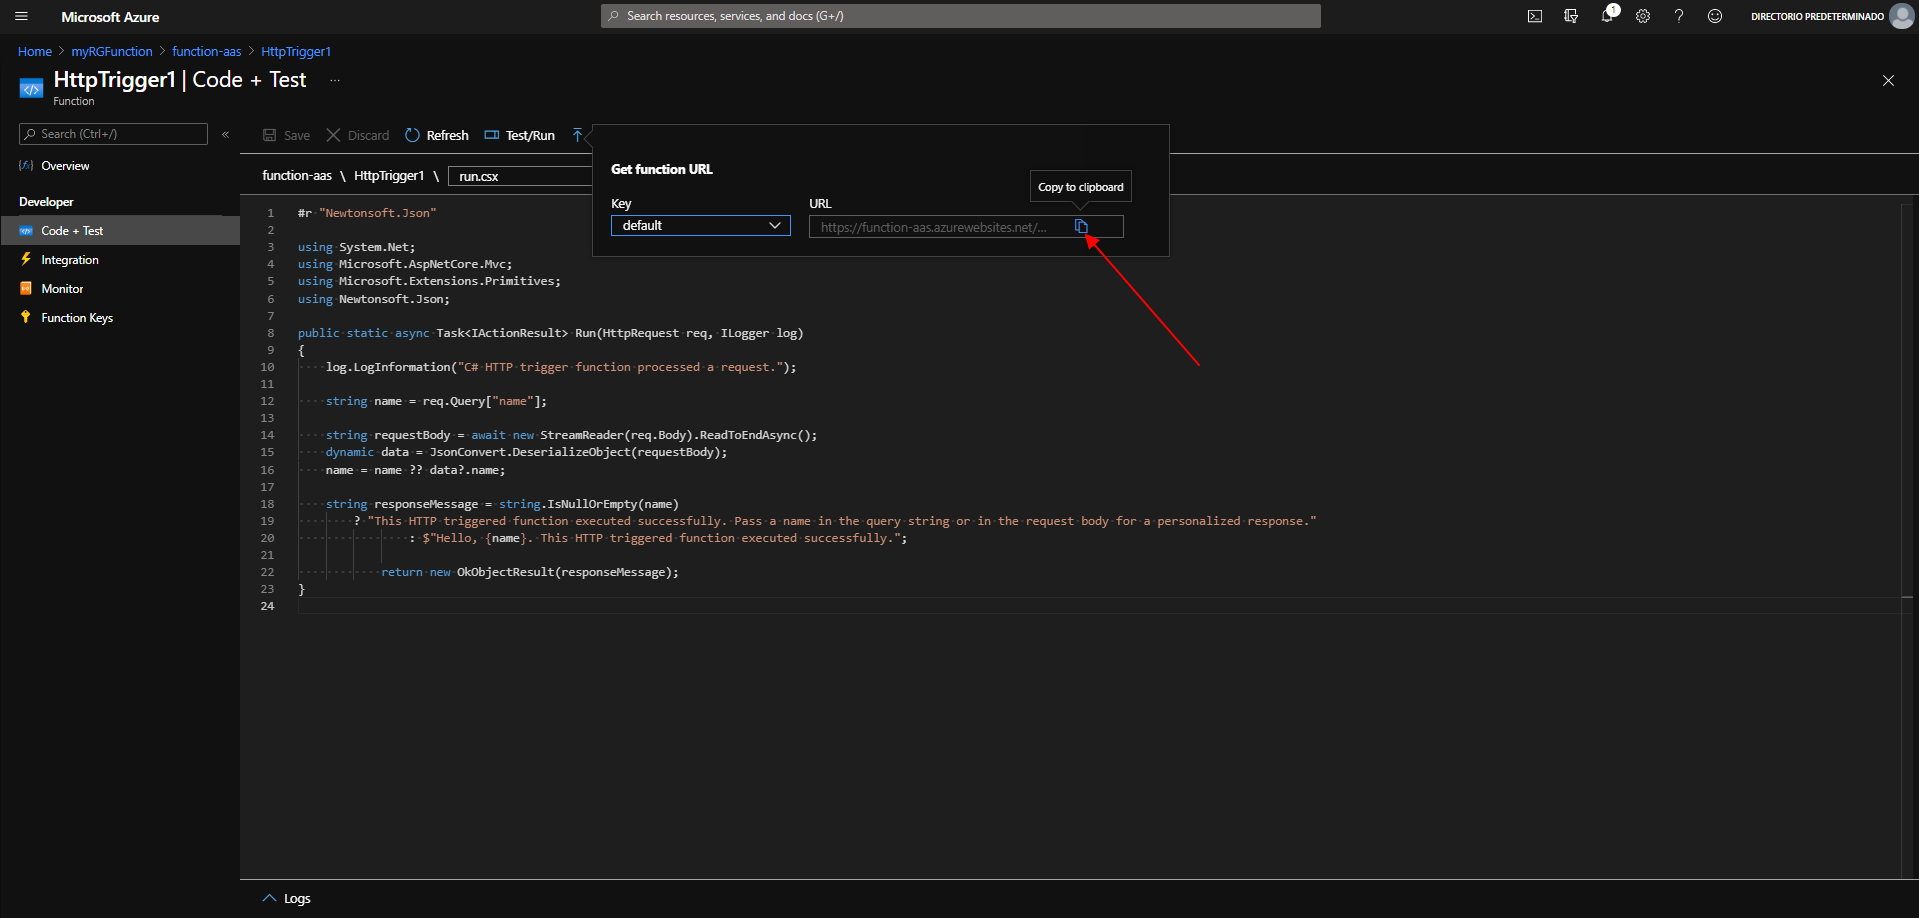 Microsoft Azure
Search resources, services, and docs (G+/)
1
DIRECTORIO PREDETERMINADO
Home > myRGFunction > function-aas > HttpTrigger1
HttpTrigger1 | Code + Test ...
Function
Search (Ctrl+/)
«
Overview
Developer
Code + Test
Integration
Monitor
Function Keys
Save
Discard
Refresh
Test/Run
function-aas \ HttpTrigger1 \ run.csx
Get function URL
Copy to clipboard
Key
URL
default
https://function-aas.azurewebsites.net/...
1 #r "Newtonsoft.Json"
2
3 using System.Net;
4 using Microsoft.AspNetCore.Mvc;
5 using Microsoft.Extensions.Primitives;
6 using Newtonsoft.Json;
7
8 public static async Task<IActionResult> Run(HttpRequest req, ILogger log)
9 {
10 log.LogInformation("C# HTTP trigger function processed a request.");
11
12 string name = req.Query["name"];
13
14 string requestBody = await new StreamReader(req.Body).ReadToEndAsync();
15 dynamic data = JsonConvert.DeserializeObject(requestBody);
16 name = name ?? data?.name;
17
18 string responseMessage = string.IsNullOrEmpty(name)
19 ? "This HTTP triggered function executed successfully. Pass a name in the query string or in the request body for a personalized response."
20 : $"Hello, {name}. This HTTP triggered function executed successfully.";
21
22 return new OkObjectResult(responseMessage);
23 }
24
Logs